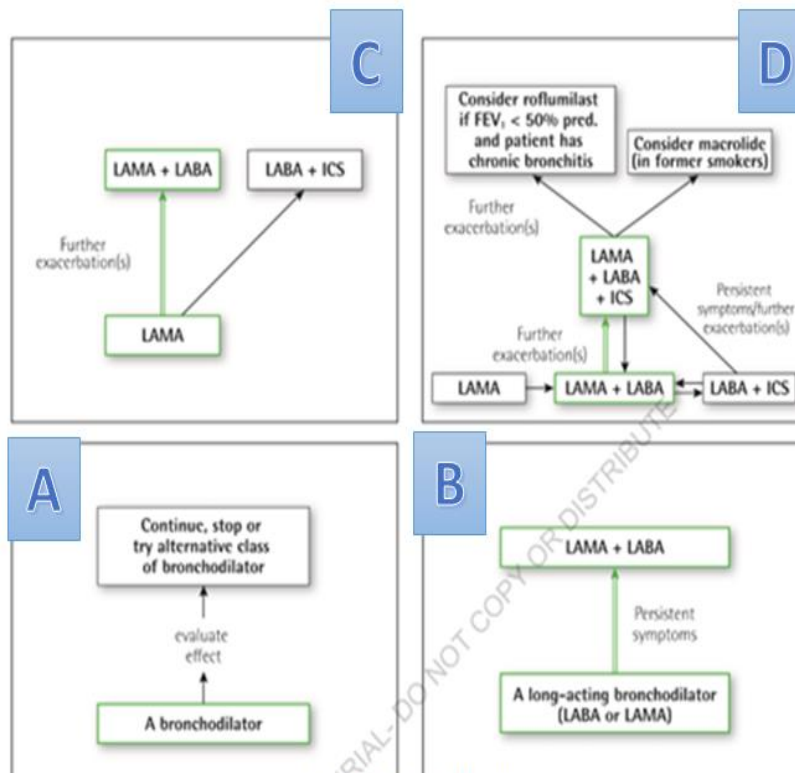 C
LAMA + LABA
LABA + ICS
Further
exacerbation(s)
LAMA
D
Consider roflumilast
if FEV₁ < 50% pred.
and patient has
chronic bronchitis
Consider macrolide
(in former smokers)
Further
exacerbation(s)
LAMA
+ LABA
+ ICS
Persistent
symptoms/further
exacerbation(s)
Further
exacerbation(s)
LAMA
LAMA + LABA
LABA + ICS
A
Continue, stop or
try alternative class
of bronchodilator
evaluate
effect
A bronchodilator
B
LAMA + LABA
Persistent
symptoms
A long-acting bronchodilator
(LABA or LAMA)
RIAL- DO NOT COPY OR DISTRIBUTE